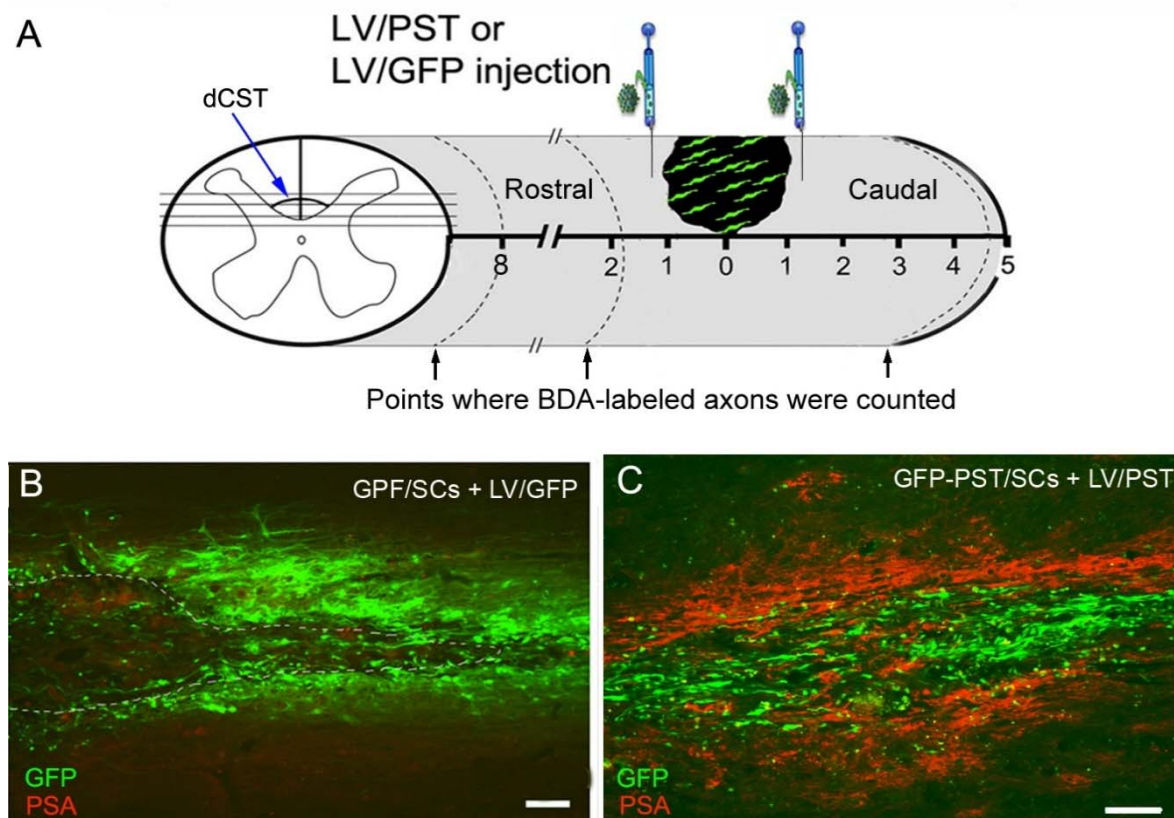 A
LV/PST or
LV/GFP injection
dCST
Rostral
Caudal
8 2 1 0 1 2 3 4 5
Points where BDA-labeled axons were counted
B
GPF/SCs + LV/GFP
GFP
PSA
C
GFP-PST/SCs + LV/PST
GFP
PSA